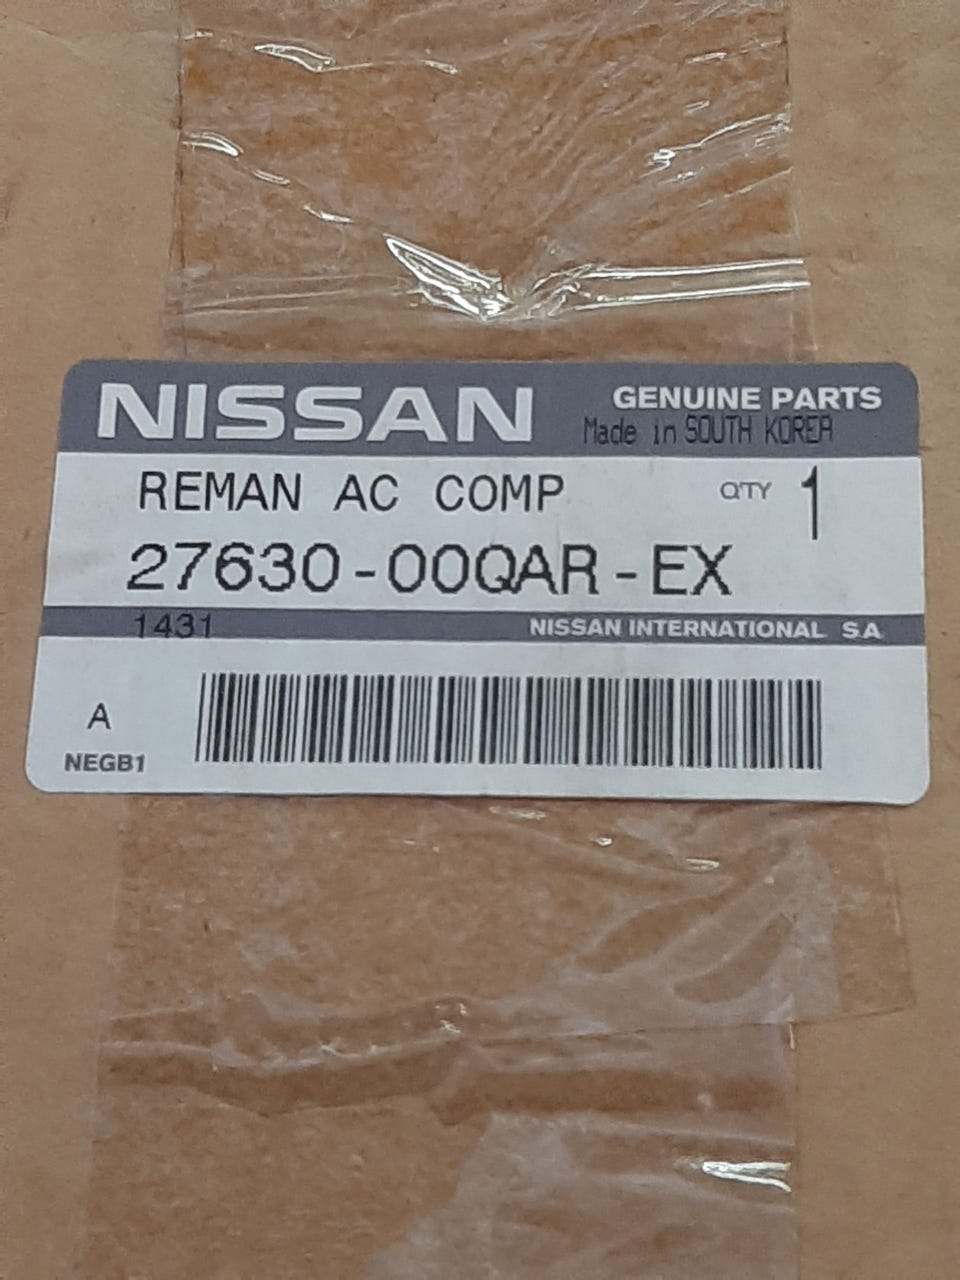 NISSAN GENUINE PARTS
Made in SOUTH KOREA
REMAN AC COMP Q'TY 1
27630-00QAR-EX
1431 NISSAN INTERNATIONAL SA
A
NEGB1